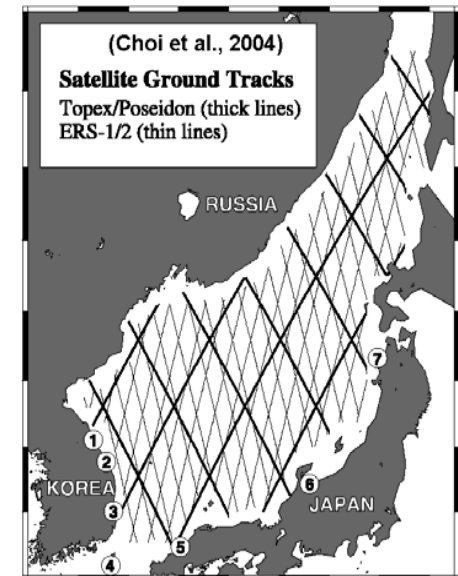 (Choi et al., 2004)
Satellite Ground Tracks
Topex/Poseidon (thick lines)
ERS-1/2 (thin lines)
RUSSIA
7
1
2
6
KOREA
JAPAN
3
5
4